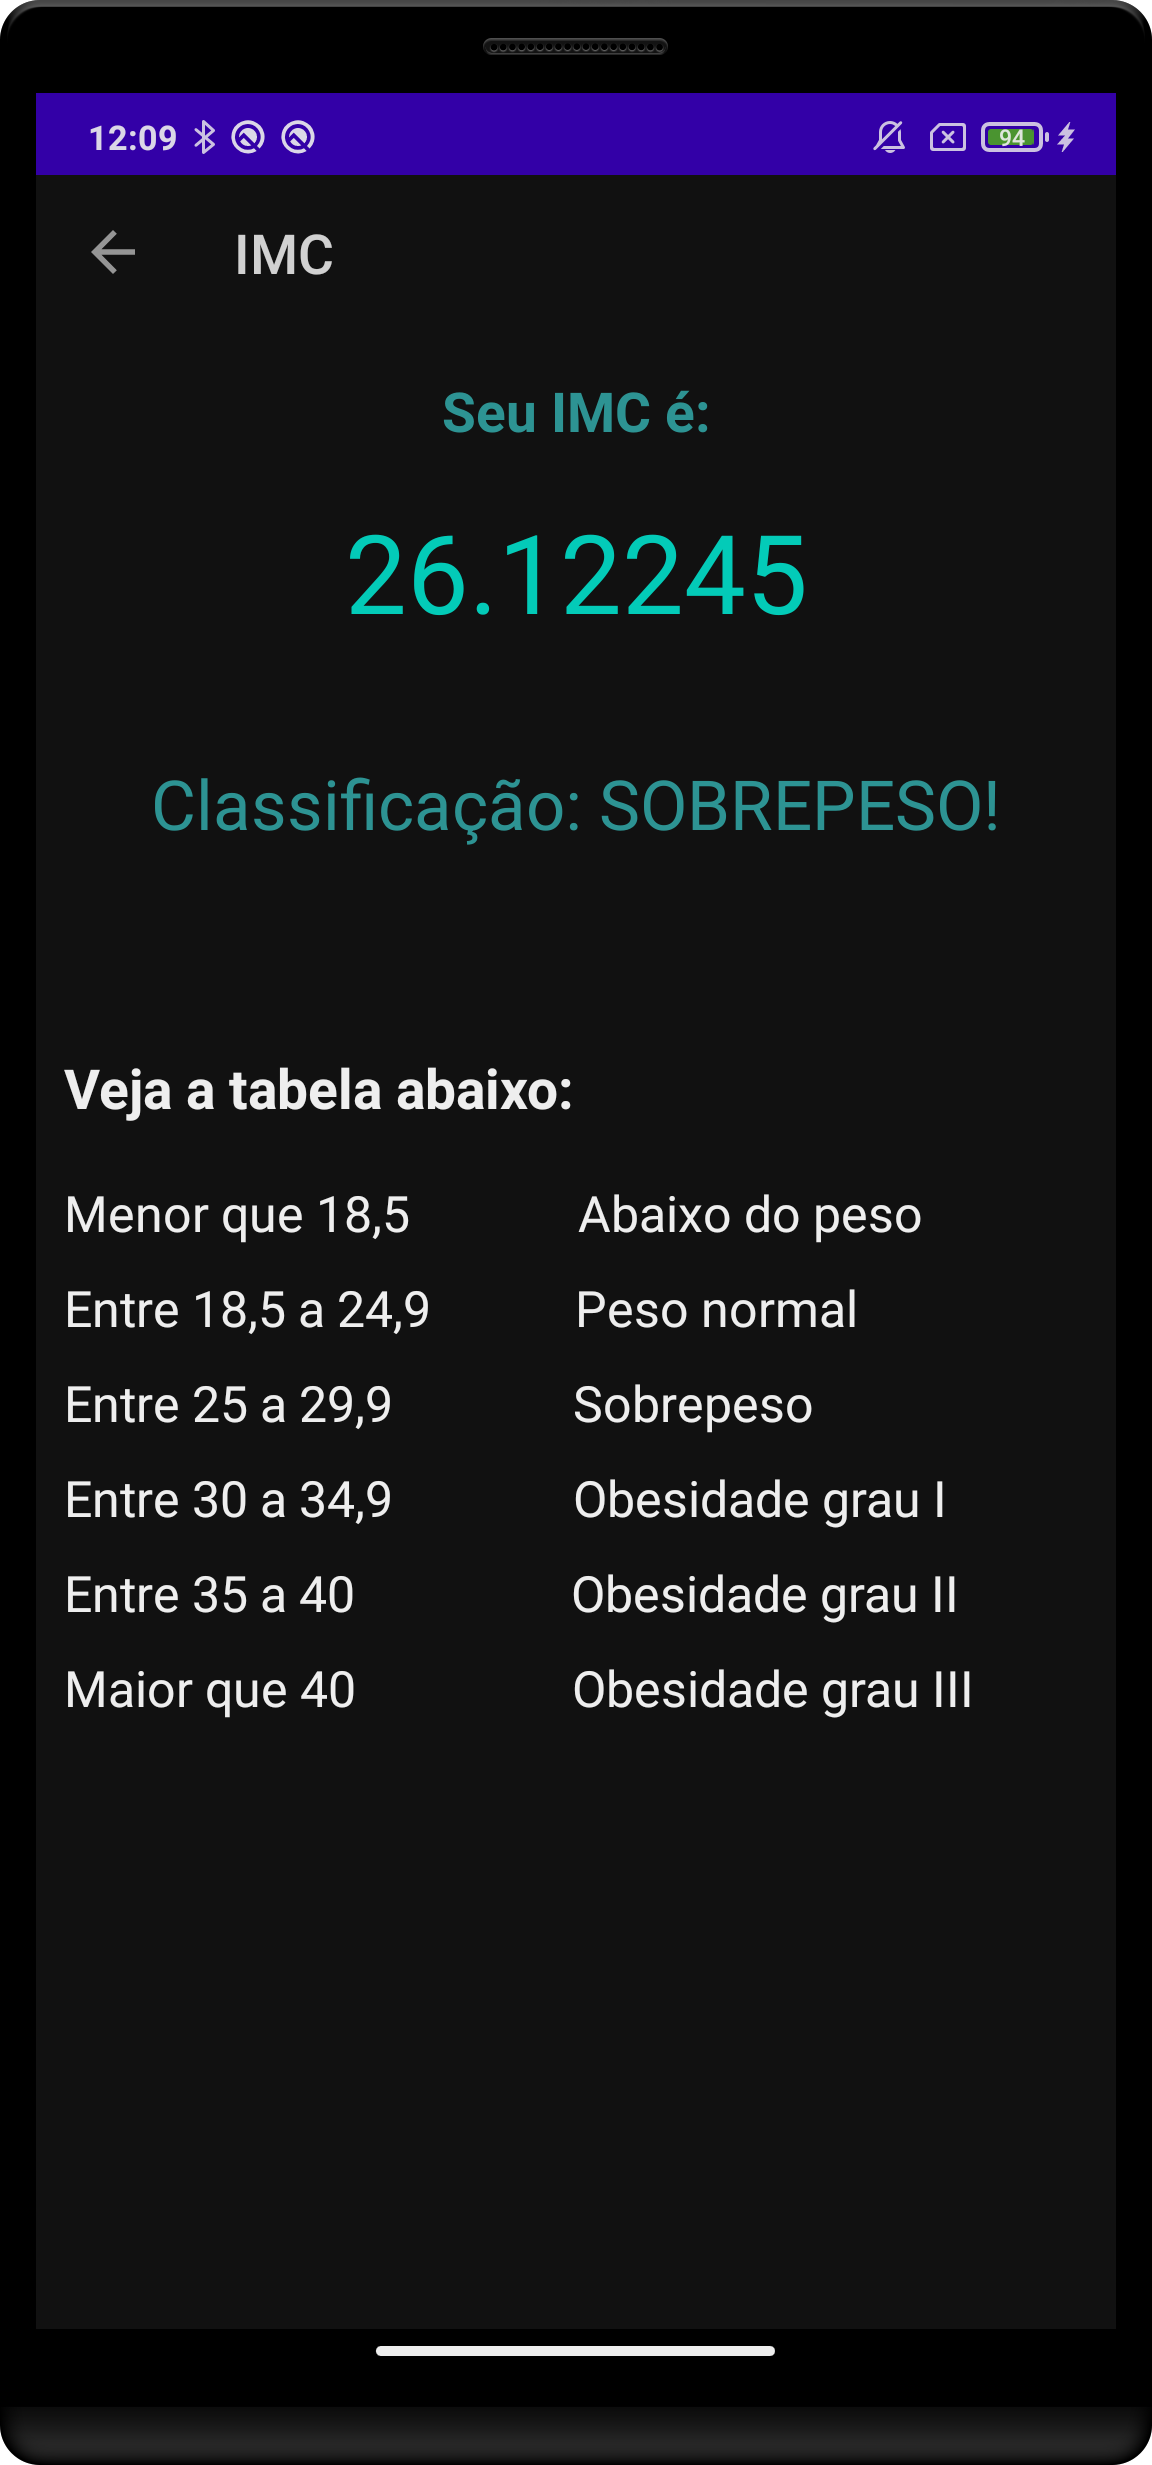 12:09
94
IMC
Seu IMC é:
26.12245
Classificação: SOBREPESO!
Veja a tabela abaixo:
Menor que 18,5 Abaixo do peso
Entre 18,5 a 24,9 Peso normal
Entre 25 a 29,9 Sobrepeso
Entre 30 a 34,9 Obesidade grau I
Entre 35 a 40 Obesidade grau II
Maior que 40 Obesidade grau III